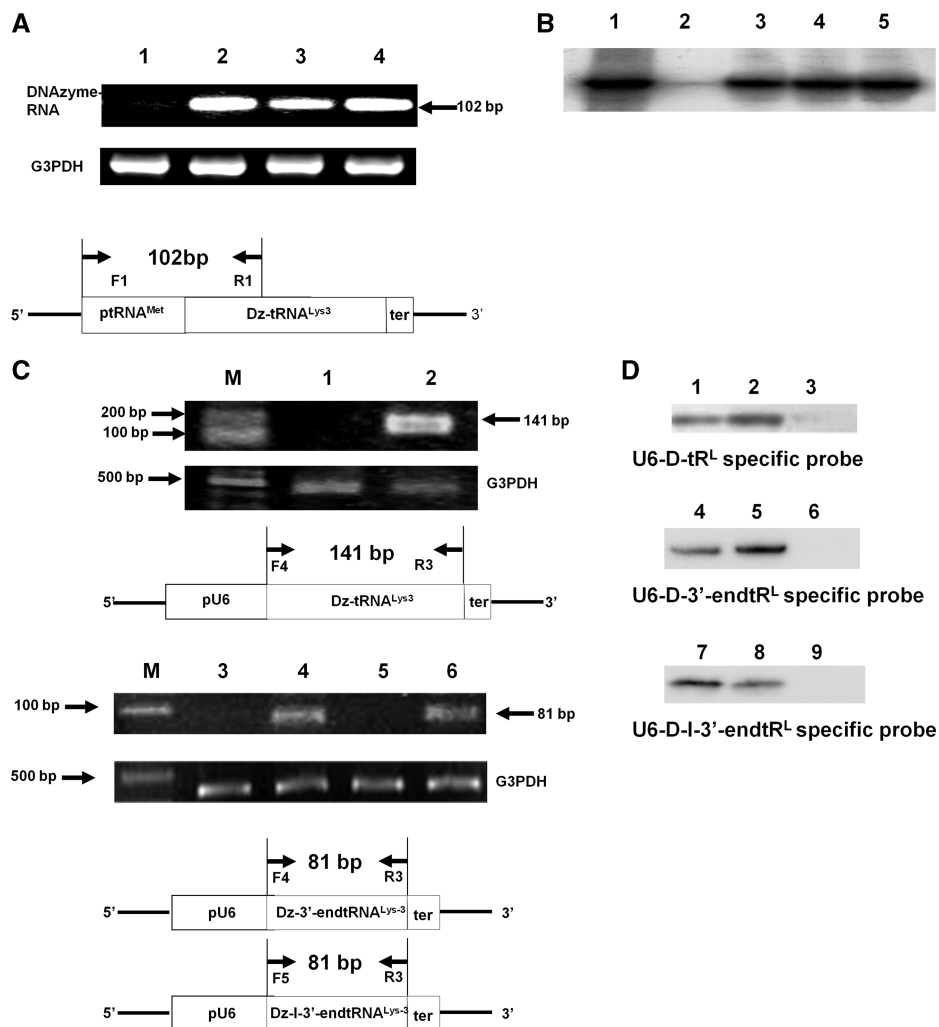 A
1 2 3 4
DNAzyme-
RNA
102 bp
G3PDH
102bp
F1 R1
5' ptRNAᴹᵉᵗ Dz-tRNAᴸʸˢ³ ter 3'
B
1 2 3 4 5
C
M 1 2
200 bp
100 bp
141 bp
500 bp
G3PDH
141 bp
F4 R3
5' pU6 Dz-tRNAᴸʸˢ³ ter 3'
M 3 4 5 6
100 bp
81 bp
500 bp
G3PDH
81 bp
F4 R3
5' pU6 Dz-3'-endtRNAᴸʸˢ⁻³ ter 3'
81 bp
F5 R3
5' pU6 Dz-I-3'-endtRNAᴸʸˢ⁻³ ter 3'
D
1 2 3
U6-D-tRᴸ specific probe
4 5 6
U6-D-3'-endtRᴸ specific probe
7 8 9
U6-D-I-3'-endtRᴸ specific probe